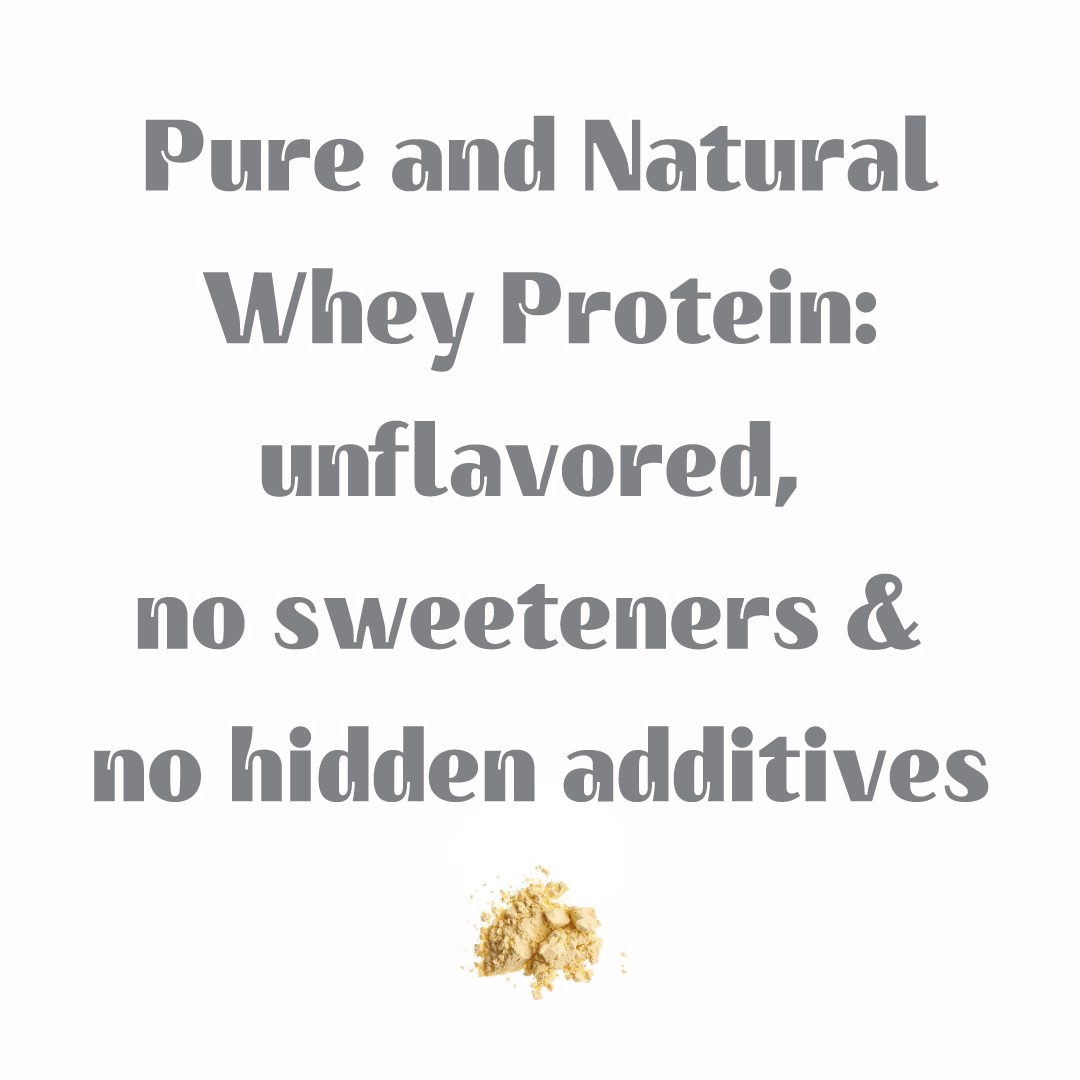 Pure and Natural
Whey Protein:
unflavored,
no sweeteners &
no hidden additives